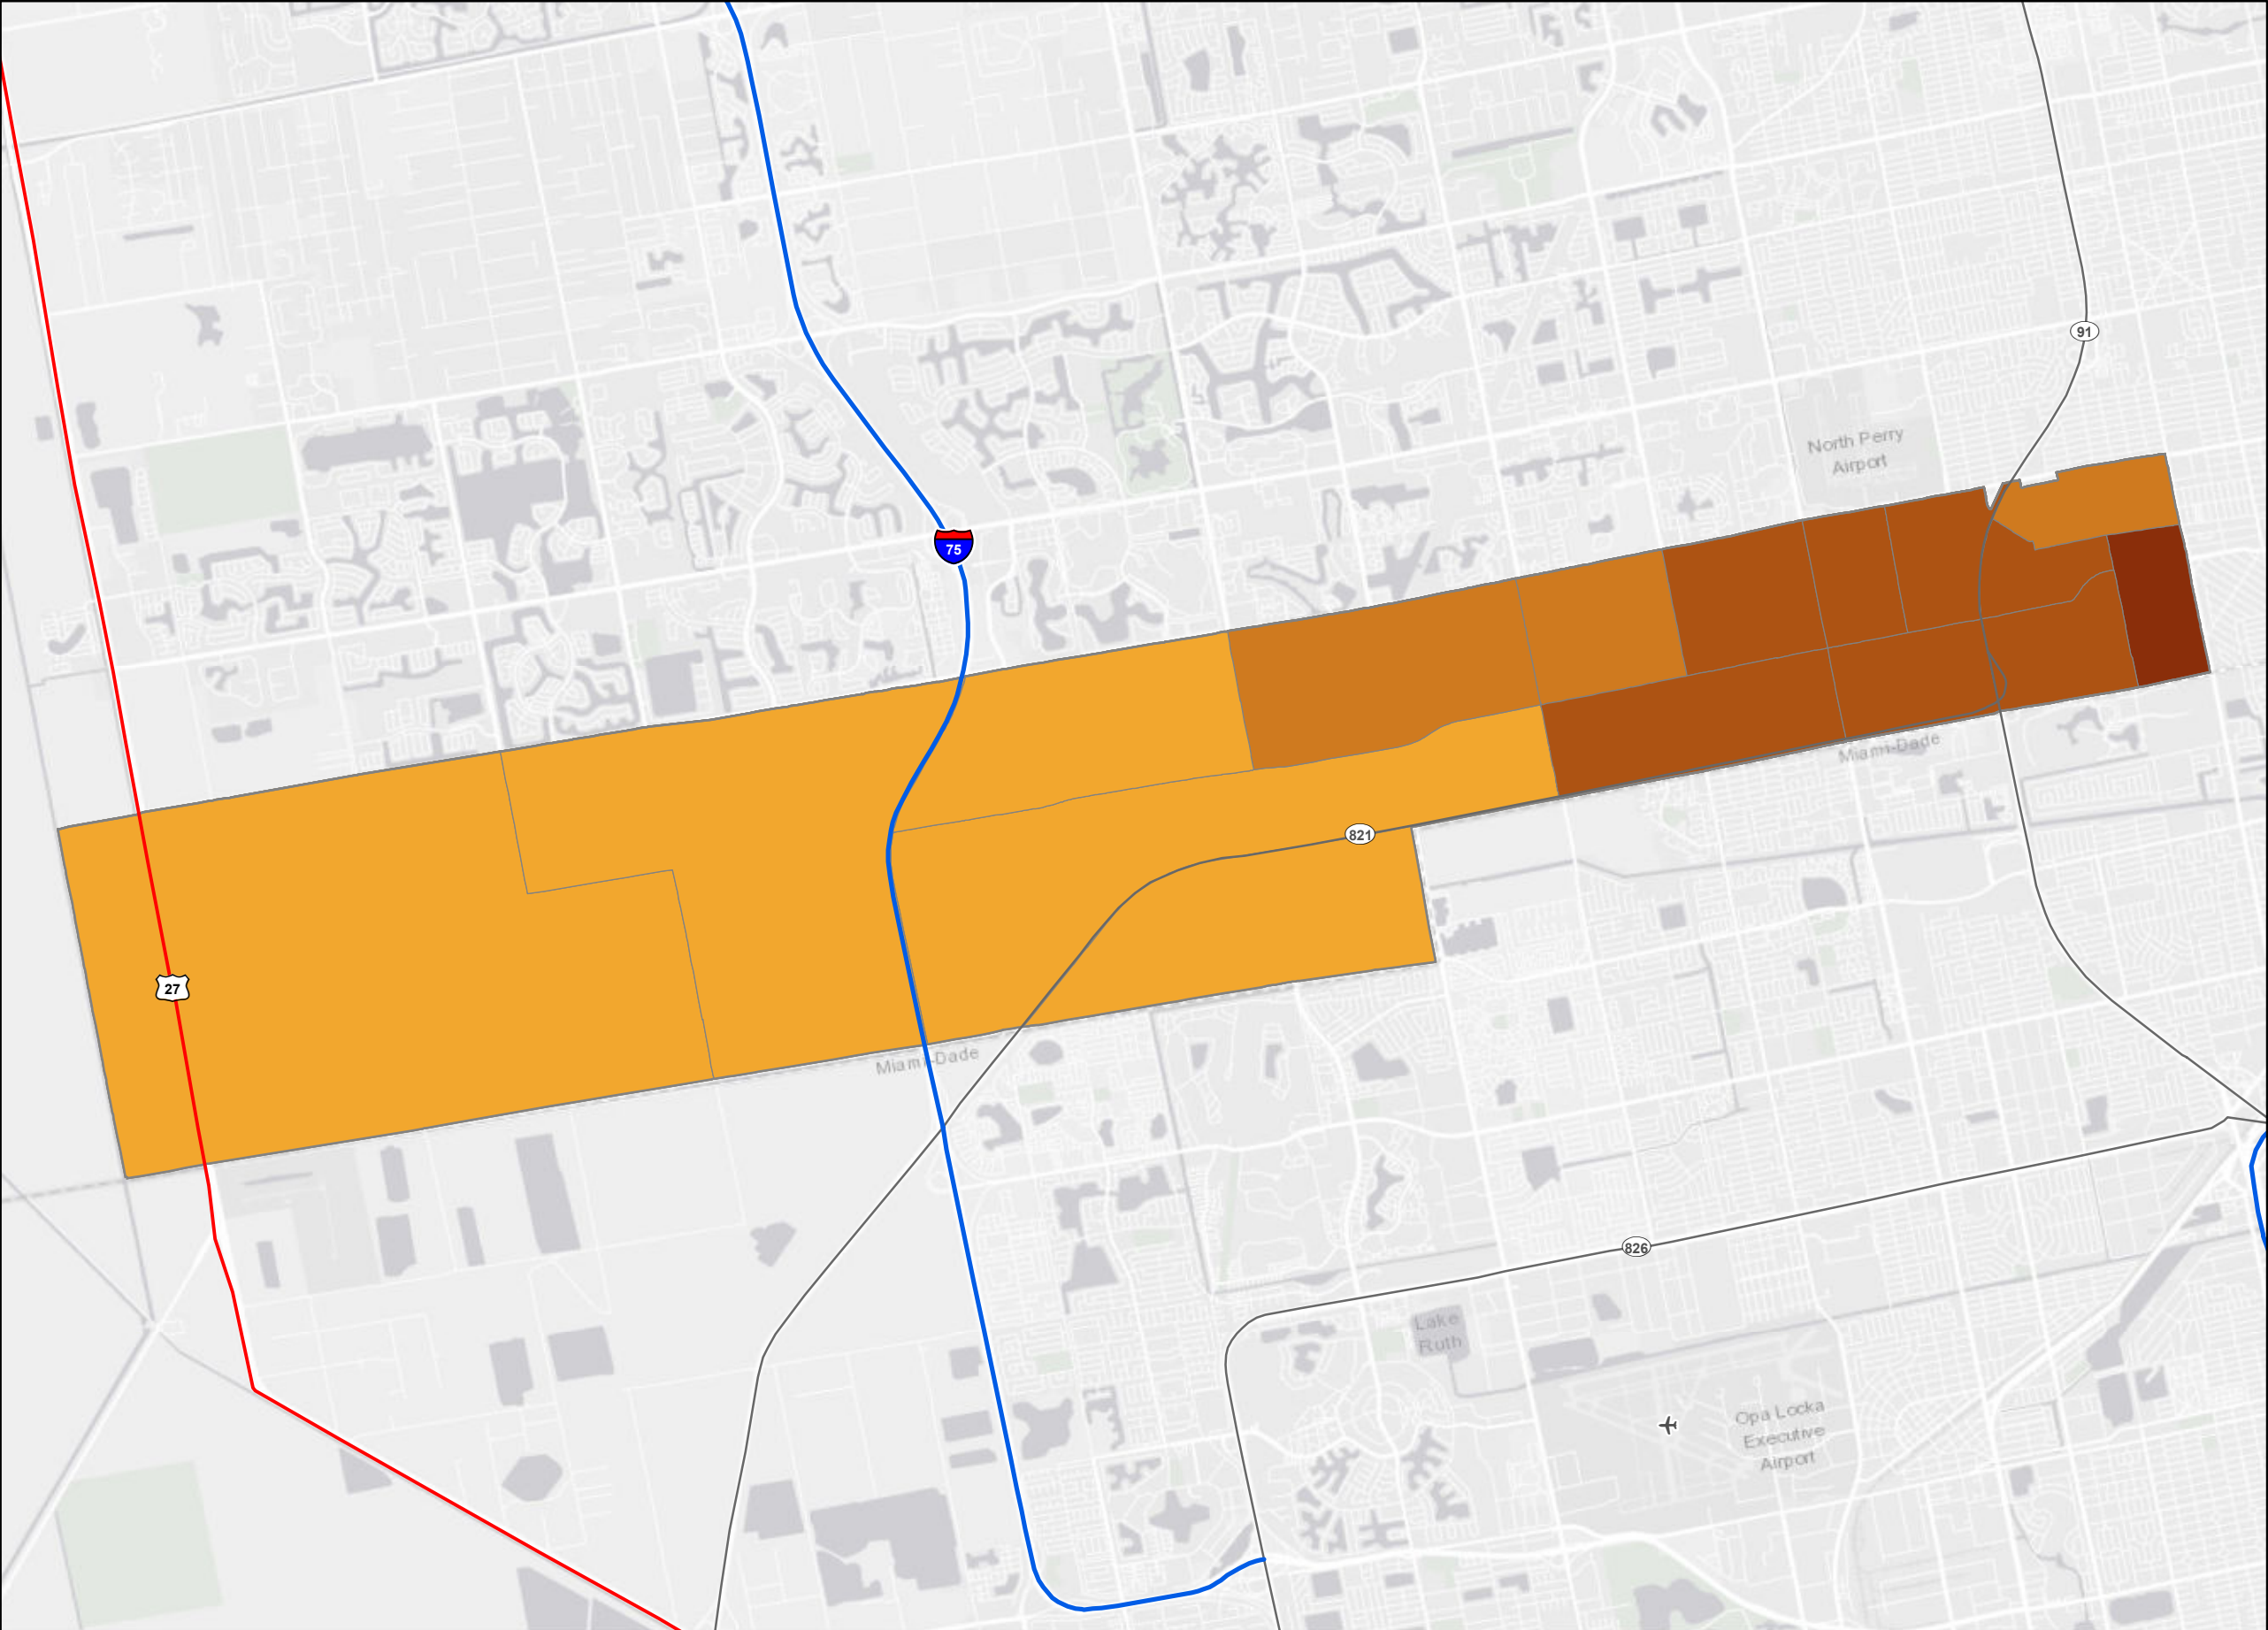 91
North Perry
Airport
75
Miami-Dade
821
27
Miami-Dade
826
Lake
Ruth
Opa Locka
Executive
Airport